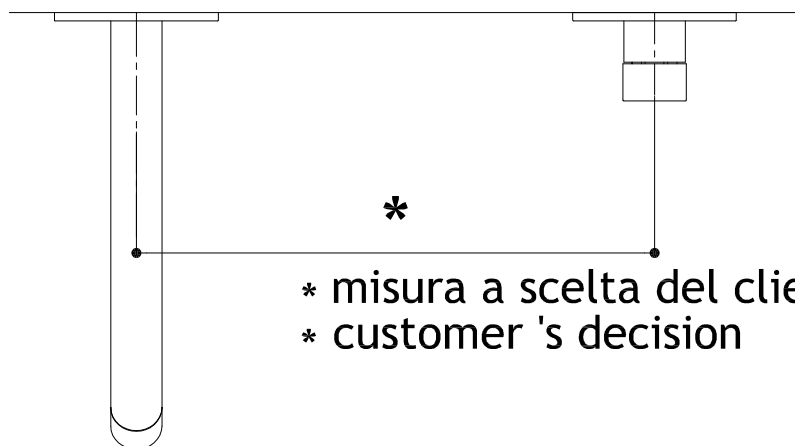 *
* misura a scelta del clie
* customer 's decision